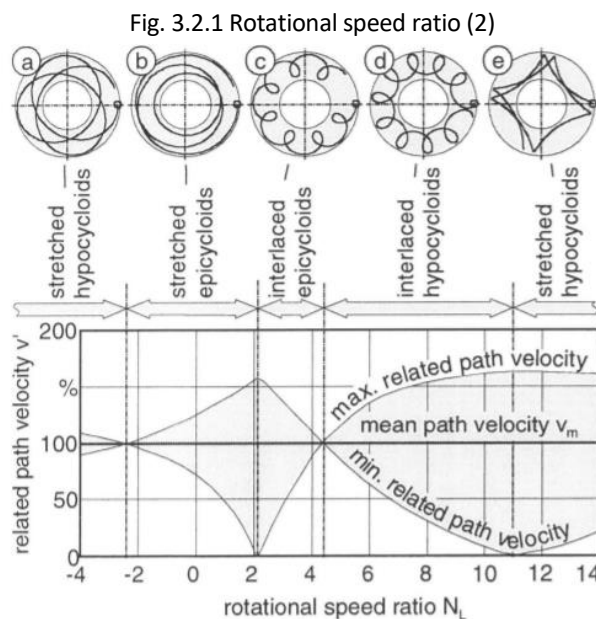 Fig. 3.2.1 Rotational speed ratio (2)
a b c d e
stretched
hypocycloids
stretched
epicycloids
interlaced
epicycloids
interlaced
hypocycloids
stretched
hypocycloids
related path velocity v'
200
%
100
50
0
max. related path velocity
mean path velocity vₘ
min. related path velocity
-4 -2 0 2 4 6 8 10 12 14
rotational speed ratio N_L